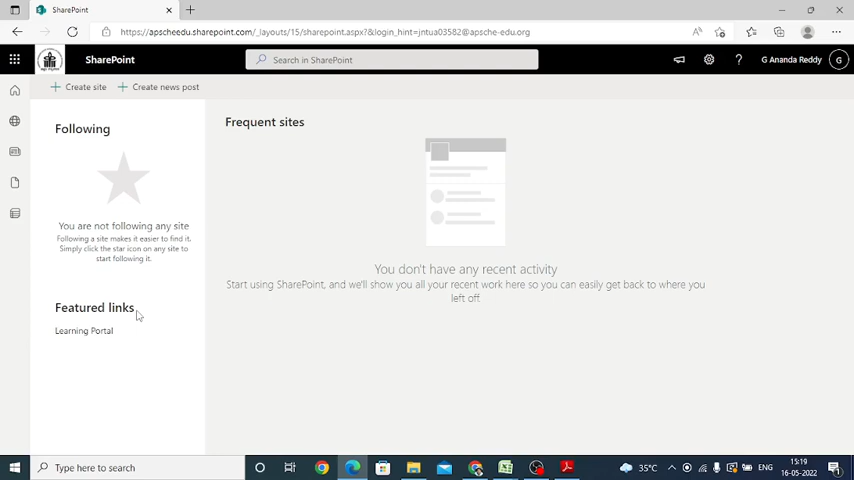 SharePoint
https://apscheedu.sharepoint.com/_layouts/15/sharepoint.aspx?&login_hint=jntua03582@apsche-edu.org
SharePoint
Search in SharePoint
G Ananda Reddy
G
Create site
Create news post
Following
You are not following any site
Following a site makes it easier to find it.
Simply click the star icon on any site to
start following it.
Featured links
Learning Portal
Frequent sites
You don't have any recent activity
Start using SharePoint, and we'll show you all your recent work here so you can easily get back to where you
left off.
Type here to search
35°C
ENG
15:19
16-05-2022